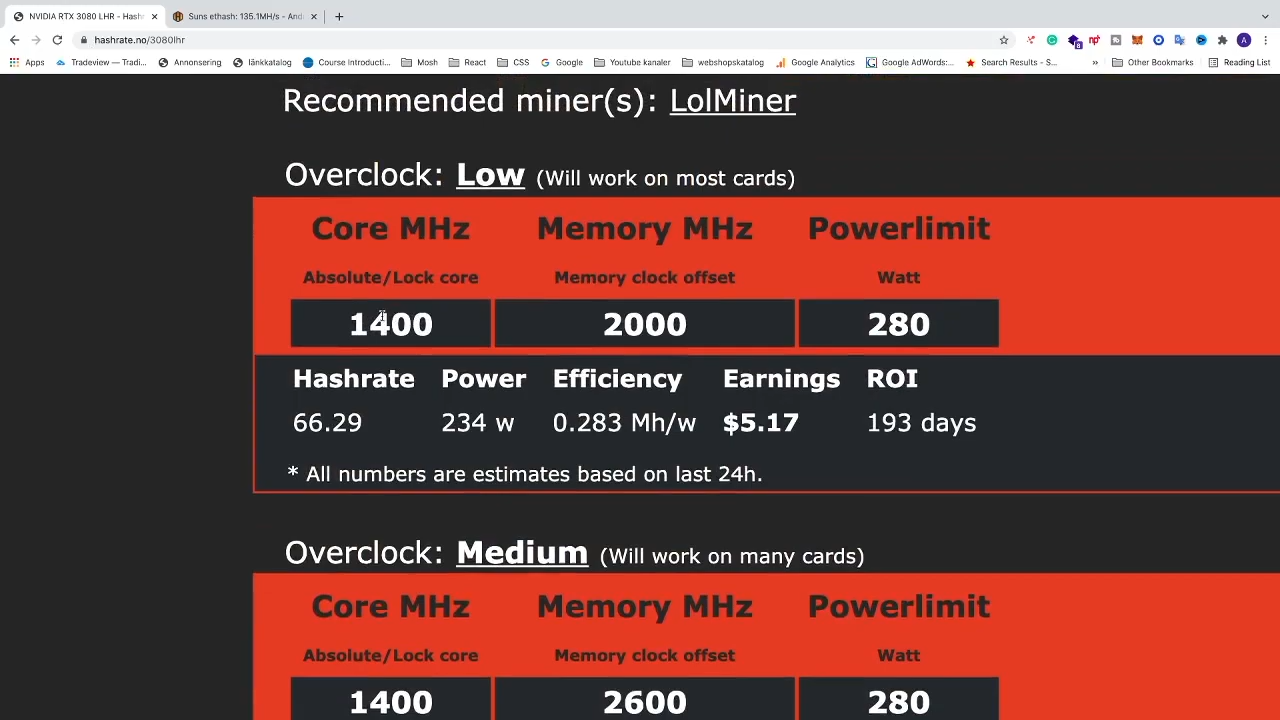 NVIDIA RTX 3080 LHR - Hashr
Suns ethash: 135.1MH/s - And
hashrate.no/3080lhr
A
Apps Tradeview — Tradi... Annonsering länkkatalog Course Introducti... Mosh React CSS Google Youtube kanaler webshopskatalog Google Analytics Google AdWords:... Search Results - S... » Other Bookmarks Reading List
Recommended miner(s): LolMiner
Overclock: Low (Will work on most cards)
Core MHz Memory MHz Powerlimit
Absolute/Lock core Memory clock offset Watt
1400 2000 280
Hashrate Power Efficiency Earnings ROI
66.29 234 w 0.283 Mh/w $5.17 193 days
* All numbers are estimates based on last 24h.
Overclock: Medium (Will work on many cards)
Core MHz Memory MHz Powerlimit
Absolute/Lock core Memory clock offset Watt
1400 2600 280